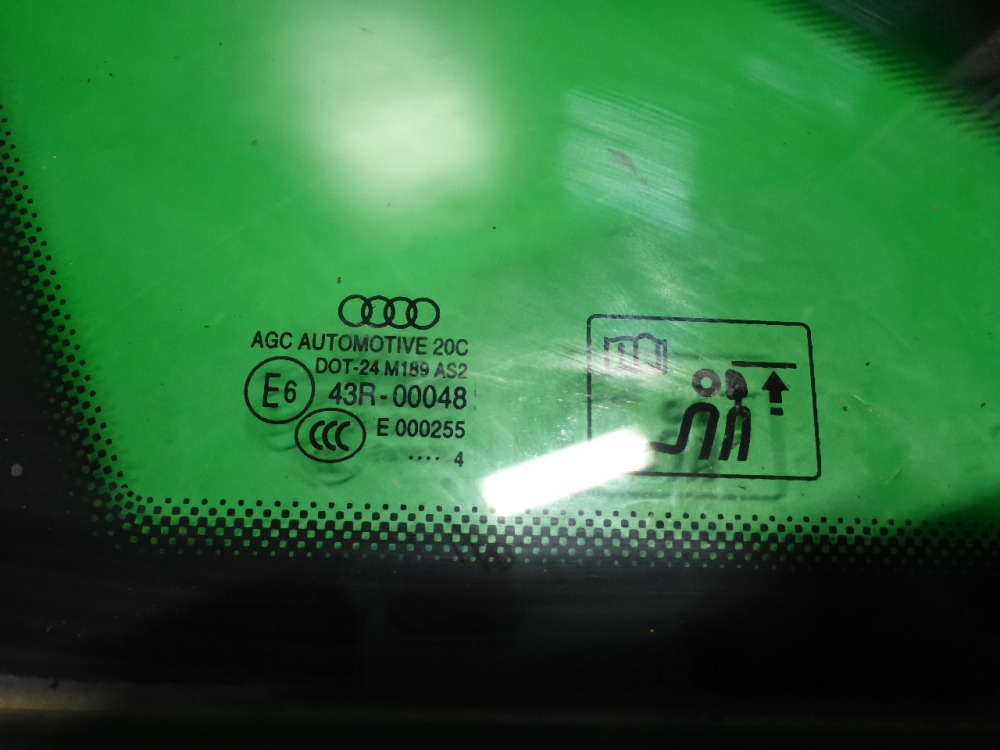 AGC AUTOMOTIVE 20C
DOT-24 M189 AS2
E6 43R-00048
CCC E 000255
.... 4